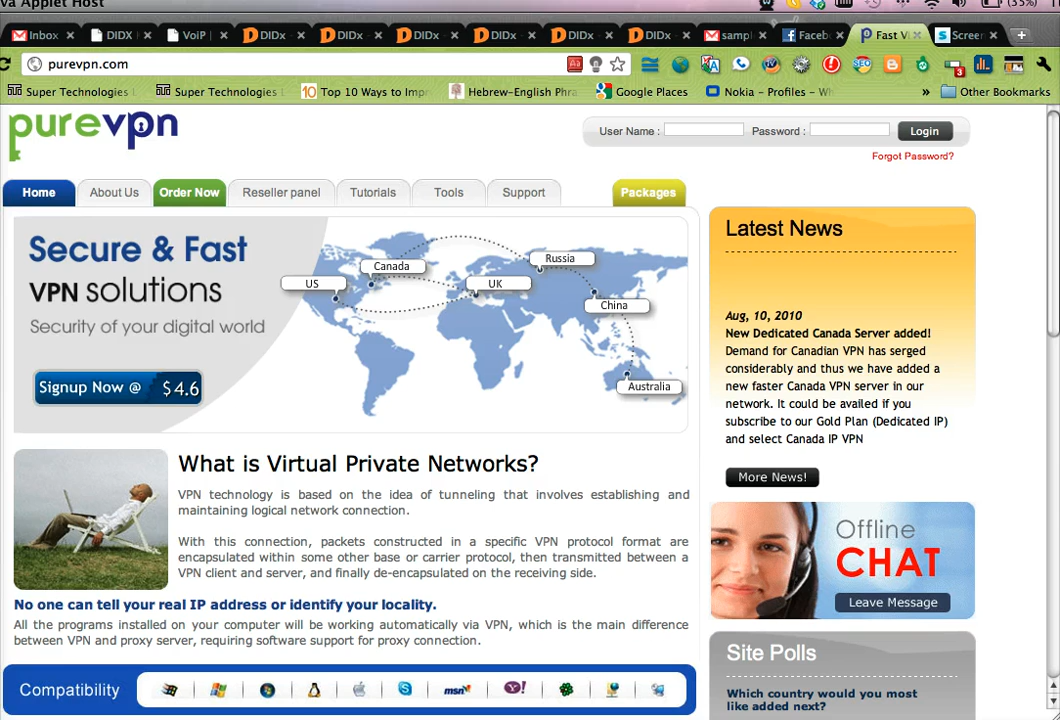 va Applet Host
(35%)
Inbox
DIDX
VoiP
DIDx
DIDx
DIDx
DIDx
DIDx
DIDx
sampl
Faceb
Fast V
Screen
purevpn.com
Super Technologies
Super Technologies
10 Top 10 Ways to Impr
Hebrew-English Phra
Google Places
Nokia – Profiles – Wh
»
Other Bookmarks
purevpn
User Name :
Password :
Login
Forgot Password?
Home
About Us
Order Now
Reseller panel
Tutorials
Tools
Support
Packages
Secure & Fast
VPN solutions
Security of your digital world
Signup Now @ $4.6
US
Canada
UK
Russia
China
Australia
Latest News
Aug, 10, 2010
New Dedicated Canada Server added!
Demand for Canadian VPN has serged
considerably and thus we have added a
new faster Canada VPN server in our
network. It could be availed if you
subscribe to our Gold Plan (Dedicated IP)
and select Canada IP VPN
More News!
What is Virtual Private Networks?
VPN technology is based on the idea of tunneling that involves establishing and
maintaining logical network connection.
With this connection, packets constructed in a specific VPN protocol format are
encapsulated within some other base or carrier protocol, then transmitted between a
VPN client and server, and finally de-encapsulated on the receiving side.
No one can tell your real IP address or identify your locality.
All the programs installed on your computer will be working automatically via VPN, which is the main difference
between VPN and proxy server, requiring software support for proxy connection.
Offline
CHAT
Leave Message
Compatibility
msn
Y!
Site Polls
Which country would you most
like added next?